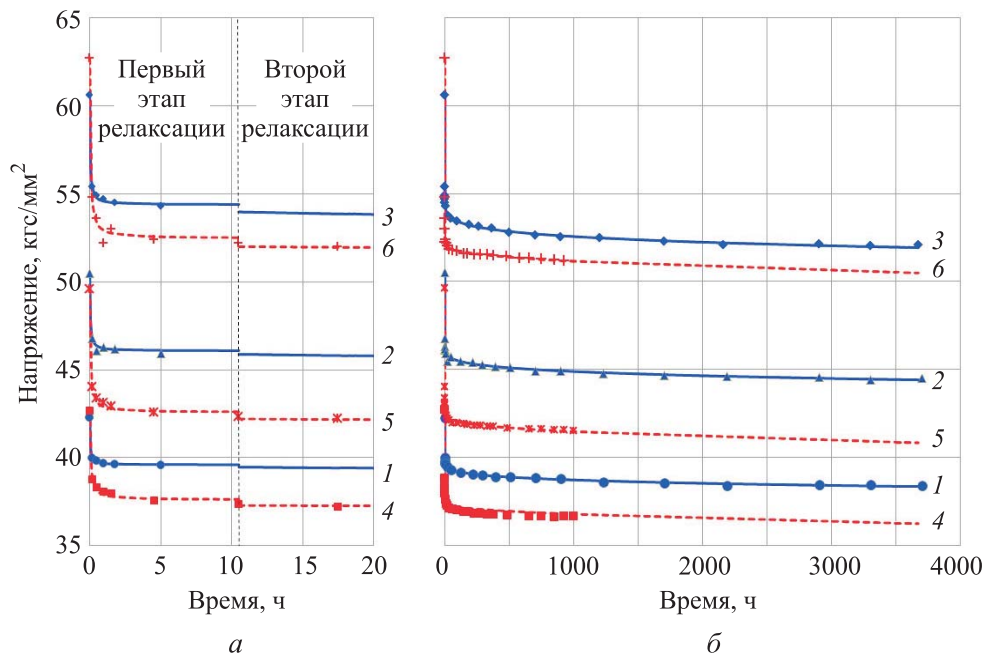 Напряжение, кгс/мм²
65
60
55
50
45
40
35
Первый
этап
релаксации
Второй
этап
релаксации
3
6
2
5
1
4
0 5 10 15 20
Время, ч
а
3
6
2
5
1
4
0 1000 2000 3000 4000
Время, ч
б